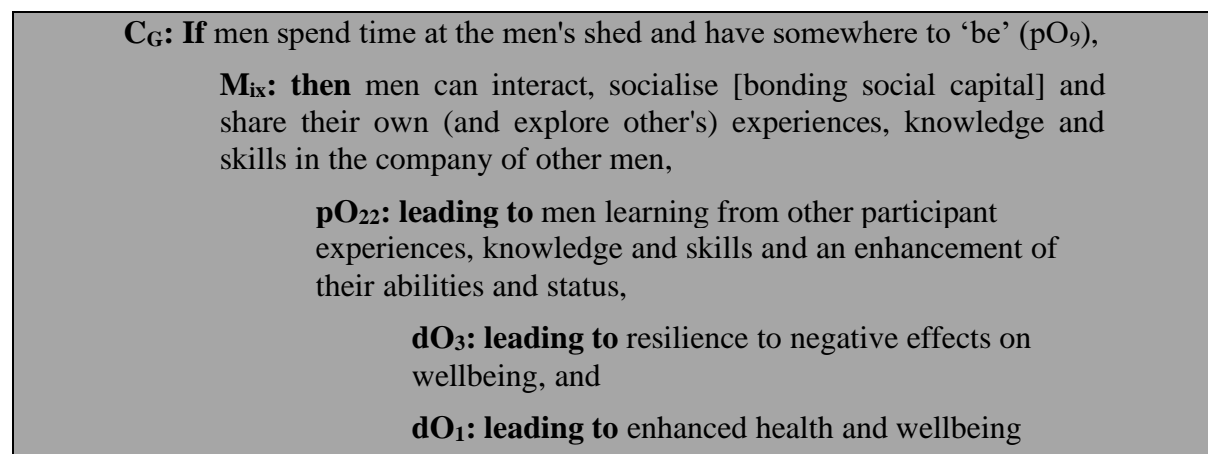 C_G: If men spend time at the men's shed and have somewhere to ‘be’ (pO₉),
M_ix: then men can interact, socialise [bonding social capital] and
share their own (and explore other's) experiences, knowledge and
skills in the company of other men,
pO₂₂: leading to men learning from other participant
experiences, knowledge and skills and an enhancement of
their abilities and status,
dO₃: leading to resilience to negative effects on
wellbeing, and
dO₁: leading to enhanced health and wellbeing